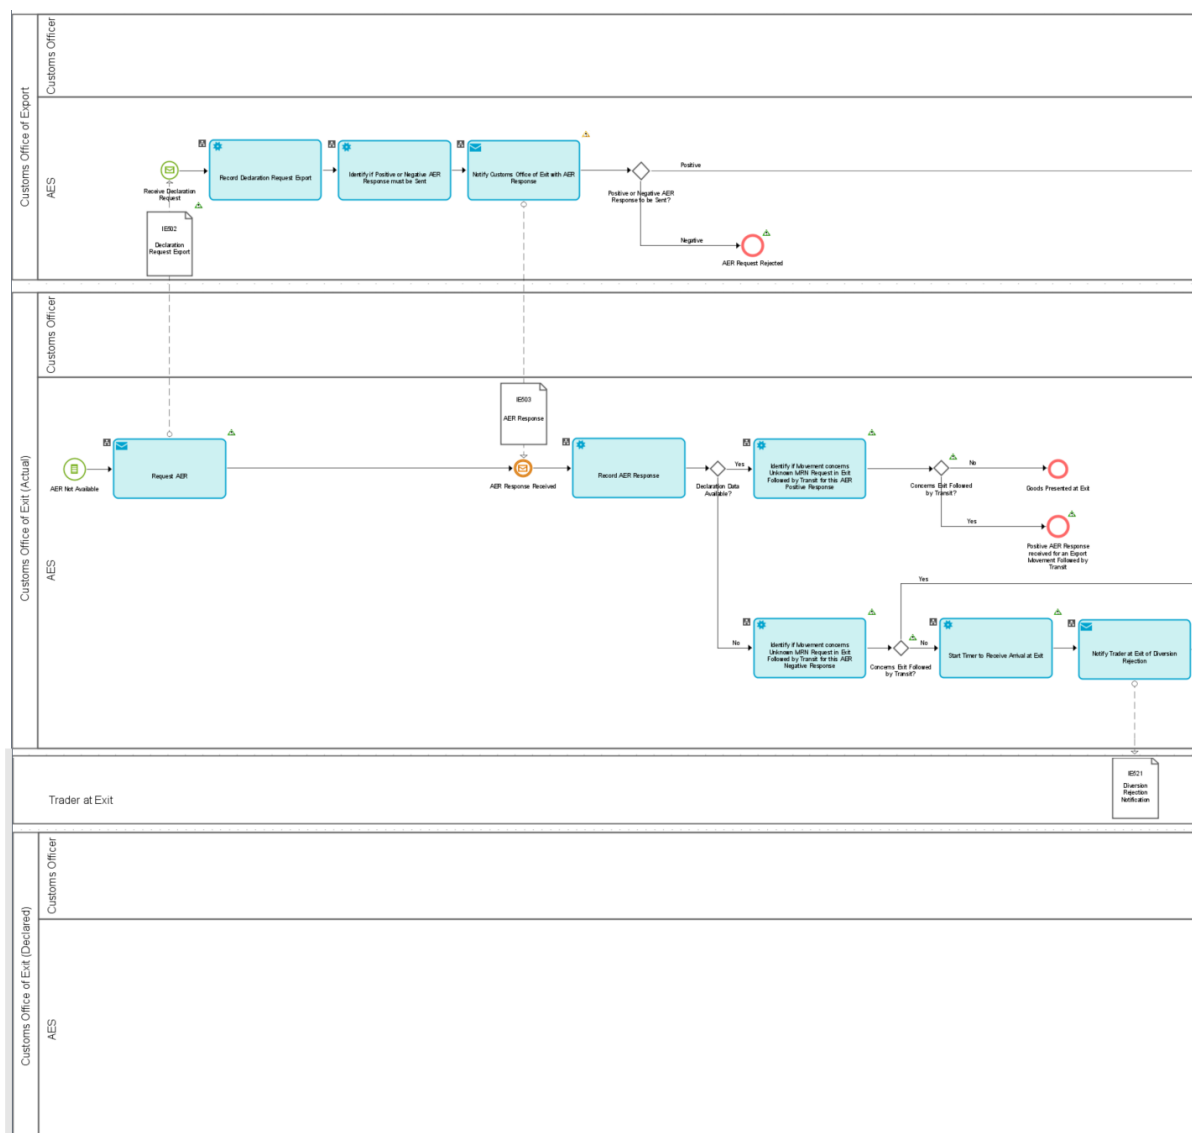 Customs Office of Export
Customs Officer
AES
Receive Declaration
Request
IE502
Declaration
Request Export
Record Declaration Request Export
Identify if Positive or Negative AER
Response must be Sent
Notify Customs Office of Exit with AER
Response
Positive or Negative AER
Response to be Sent?
Positive
Negative
AER Request Rejected
Customs Office of Exit (Actual)
Customs Officer
AES
AER Not Available
Request AER
IE503
AER Response
AER Response Received
Record AER Response
Declaration Data
Available?
Yes
Identify if Movement concerns
Unknown MRN Request in Exit
Followed by Transit for this AER
Positive Response
Concerns Exit Followed
by Transit?
No
Goods Presented at Exit
Yes
Positive AER Response
received for an Export
Movement Followed by
Transit
No
Identify if Movement concerns
Unknown MRN Request in Exit
Followed by Transit for this AER
Negative Response
Concerns Exit Followed
by Transit?
Yes
No
Start Timer to Receive Arrival at Exit
Notify Trader at Exit of Diversion
Rejection
Trader at Exit
IE521
Diversion
Rejection
Notification
Customs Office of Exit (Declared)
Customs Officer
AES